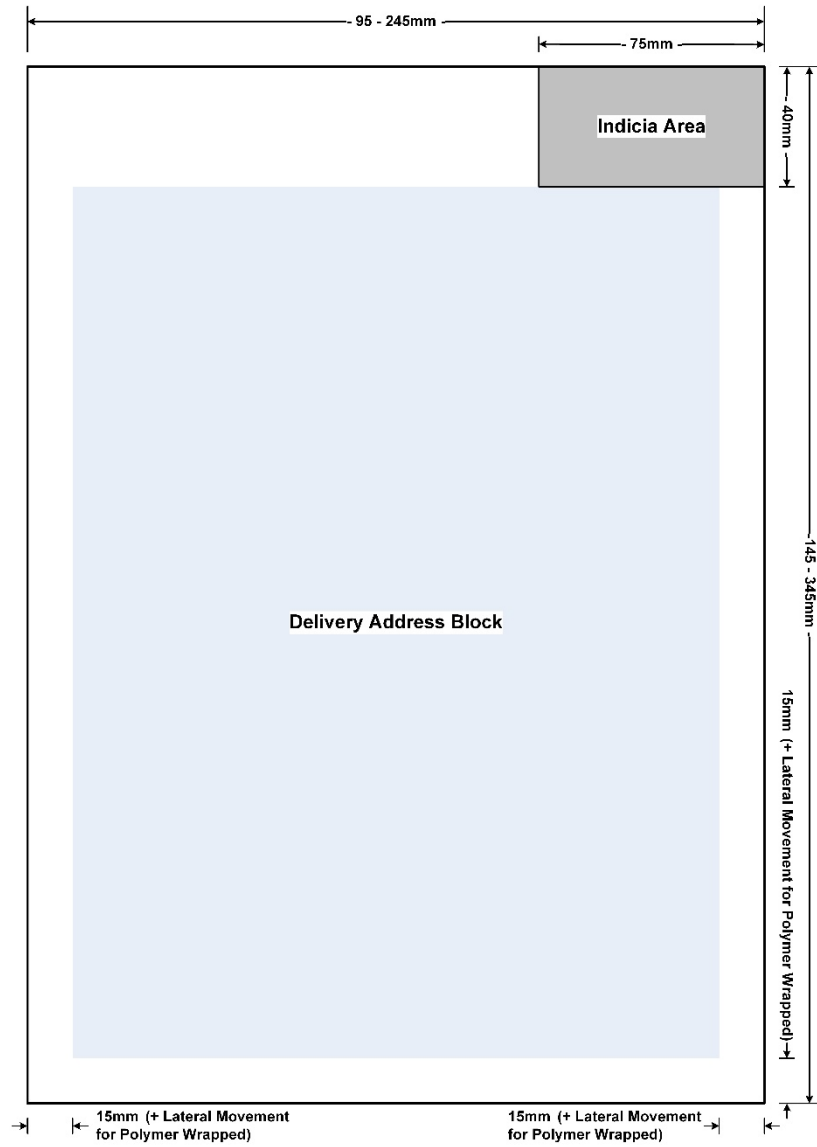 - 95 - 245mm -
- 75mm -
Indicia Area
- 40mm -
Delivery Address Block
-145 - 345mm -
15mm (+ Lateral Movement for Polymer Wrapped)
15mm (+ Lateral Movement
for Polymer Wrapped)
15mm (+ Lateral Movement
for Polymer Wrapped)